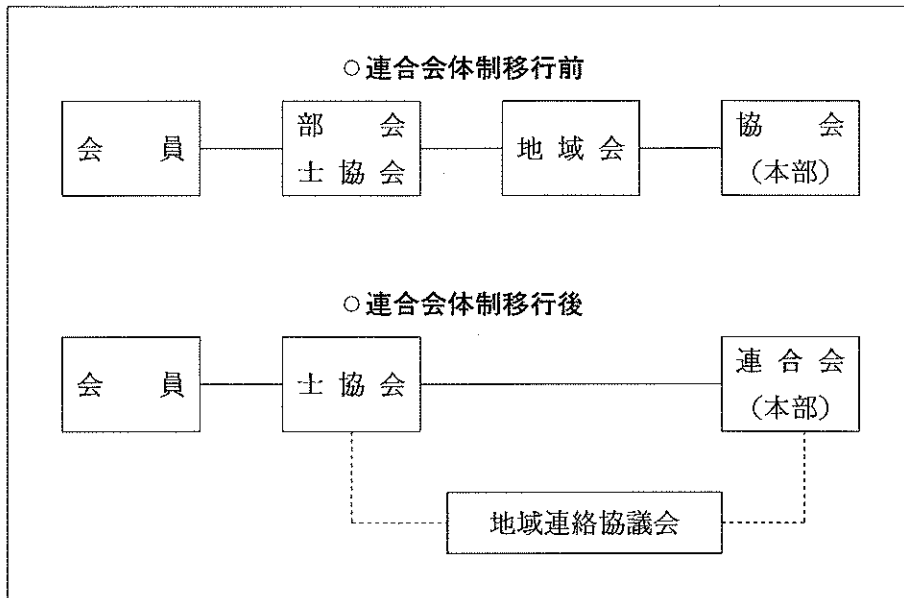 ○連合会体制移行前
会員
部会
士協会
地域会
協会
（本部）
○連合会体制移行後
会員
士協会
連合会
（本部）
地域連絡協議会